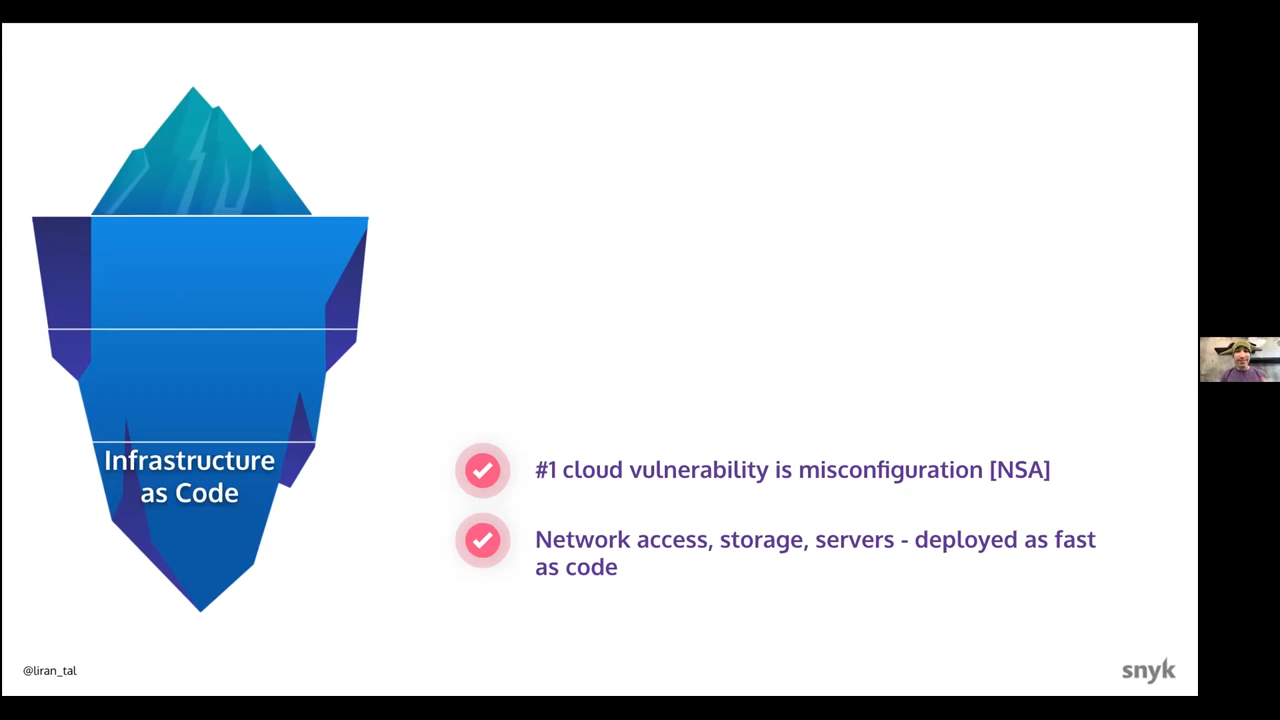 Infrastructure
as Code
#1 cloud vulnerability is misconfiguration [NSA]
Network access, storage, servers - deployed as fast
as code
@liran_tal
snyk